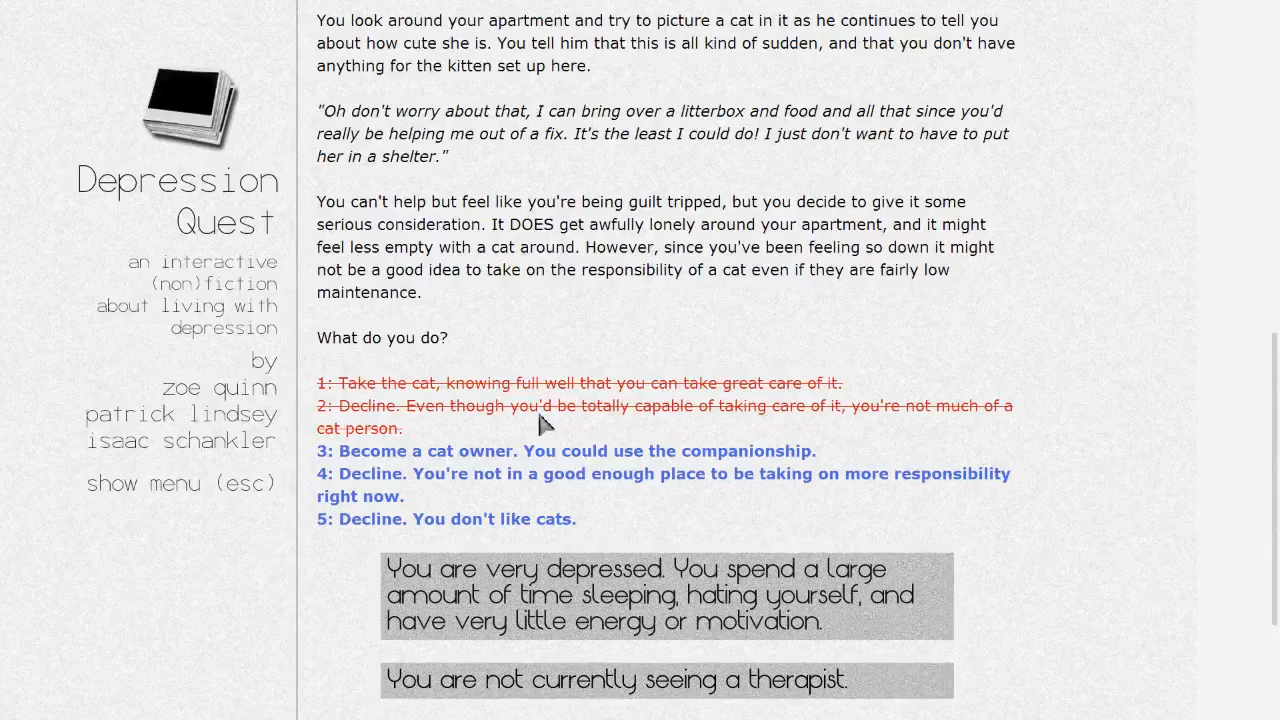 Depression
Quest
an interactive
(non)fiction
about living with
depression
by
zoe quinn
patrick lindsey
isaac schankler
show menu (esc)
You look around your apartment and try to picture a cat in it as he continues to tell you
about how cute she is. You tell him that this is all kind of sudden, and that you don't have
anything for the kitten set up here.
"Oh don't worry about that, I can bring over a litterbox and food and all that since you'd
really be helping me out of a fix. It's the least I could do! I just don't want to have to put
her in a shelter."
You can't help but feel like you're being guilt tripped, but you decide to give it some
serious consideration. It DOES get awfully lonely around your apartment, and it might
feel less empty with a cat around. However, since you've been feeling so down it might
not be a good idea to take on the responsibility of a cat even if they are fairly low
maintenance.
What do you do?
1: Take the cat, knowing full well that you can take great care of it.
2: Decline. Even though you'd be totally capable of taking care of it, you're not much of a
cat person.
3: Become a cat owner. You could use the companionship.
4: Decline. You're not in a good enough place to be taking on more responsibility
right now.
5: Decline. You don't like cats.
You are very depressed. You spend a large
amount of time sleeping, hating yourself, and
have very little energy or motivation.
You are not currently seeing a therapist.